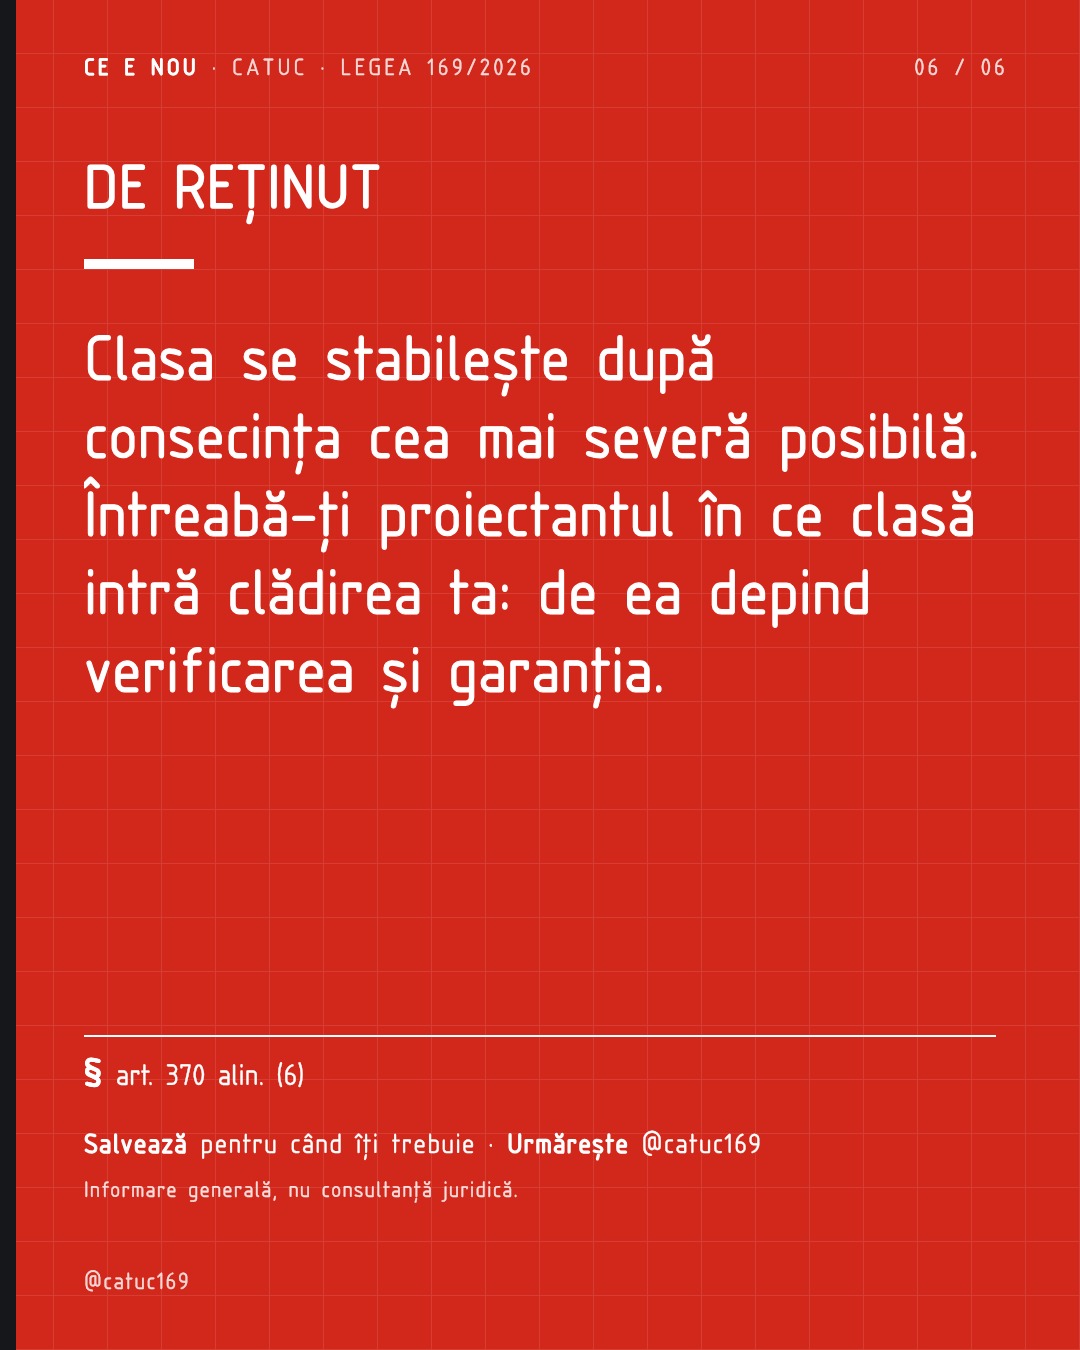 CE E NOU · CATUC · LEGEA 169/2026
06 / 06
DE REȚINUT
Clasa se stabilește după
consecința cea mai severă posibilă.
Întreabă-ți proiectantul în ce clasă
intră clădirea ta: de ea depind
verificarea și garanția.
§ art. 370 alin. (6)
Salvează pentru când îți trebuie · Urmărește @catuc169
Informare generală, nu consultanță juridică.
@catuc169